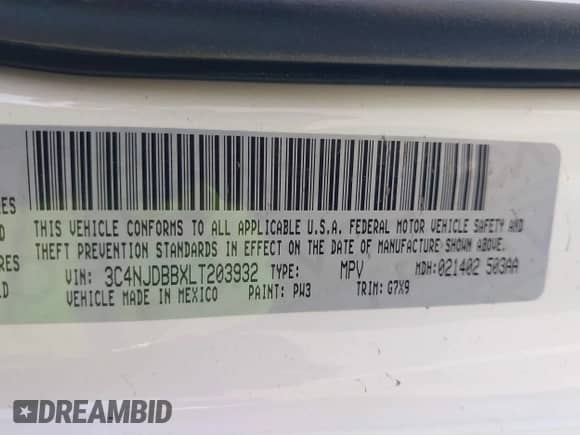 THIS VEHICLE CONFORMS TO ALL APPLICABLE U.S.A. FEDERAL MOTOR VEHICLE SAFETY AND
THEFT PREVENTION STANDARDS IN EFFECT ON THE DATE OF MANUFACTURE SHOWN ABOVE.
VIN: 3C4NJDBBXLT203932 TYPE: MPV MDH:021402 503AA
VEHICLE MADE IN MEXICO PAINT: PW3 TRIM: G7X9
DREAMBID